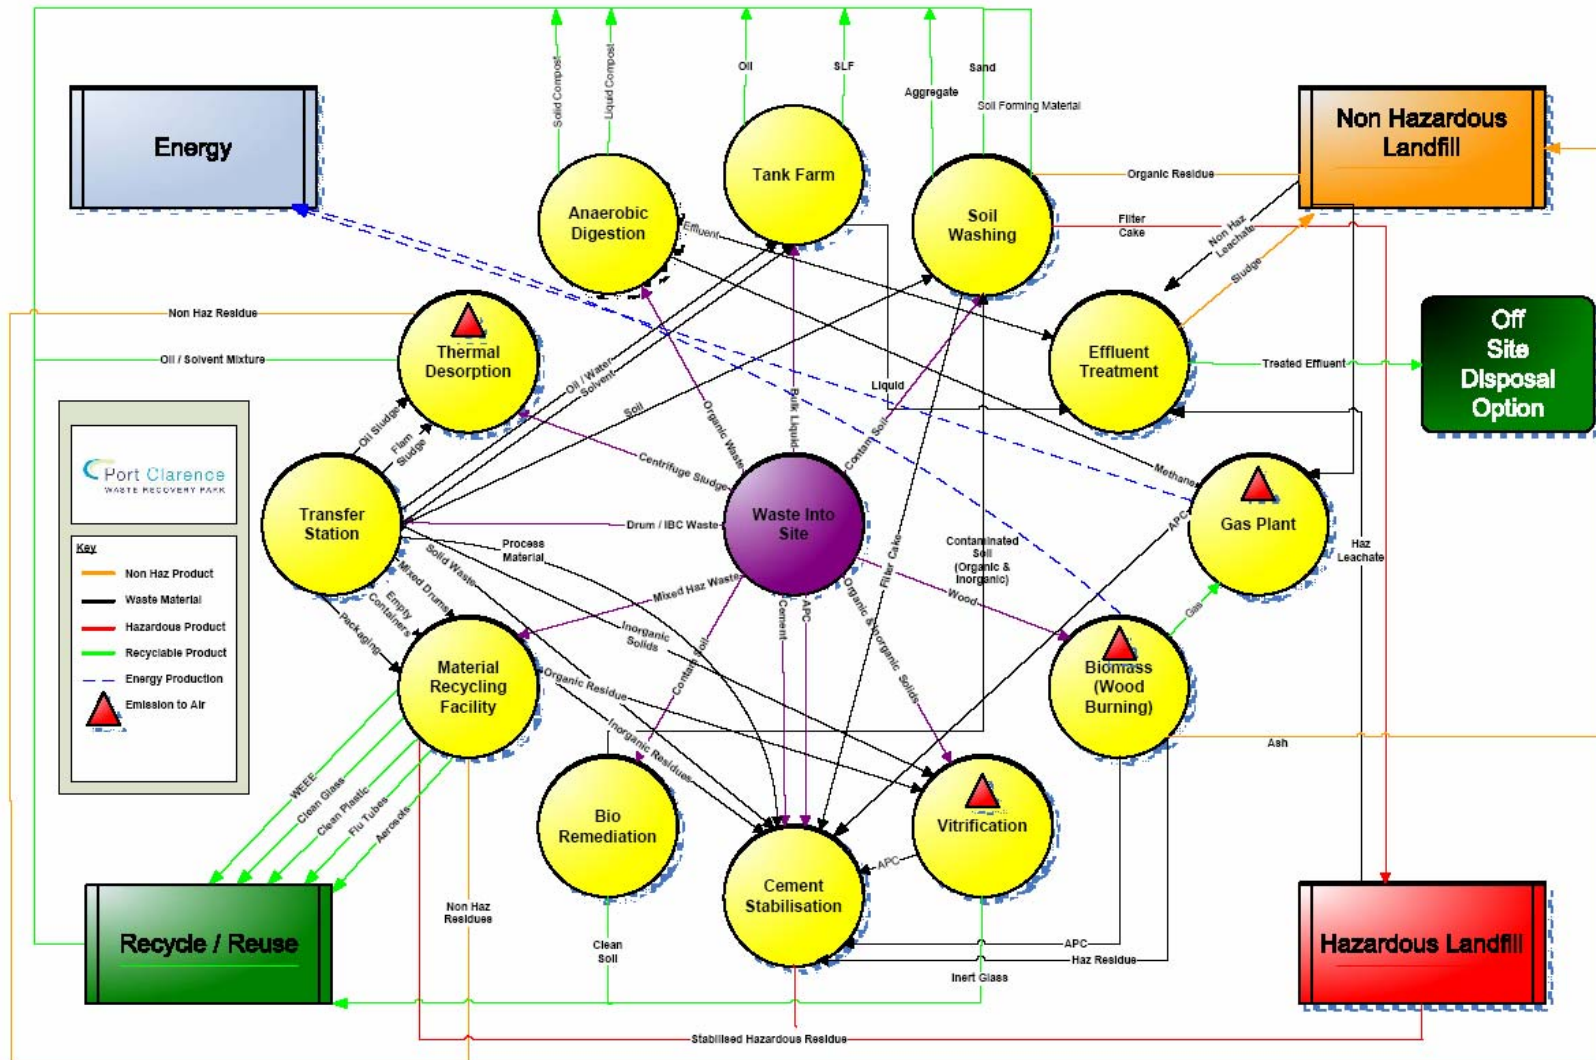 Solid Compost
Liquid Compost
Oil
SLF
Aggregate
Sand
Soil Forming Material
Energy
Anaerobic
Digestion
Tank Farm
Soil
Washing
Organic Residue
Non Hazardous
Landfill
Effluent
Filter
Cake
Non Haz
Leachate
Sludge
Non Haz Residue
Oil / Solvent Mixture
Thermal
Desorption
Oil / Water
Solvent
Soil
Organic Waste
Bulk Liquid
Contam Soil
Liquid
Effluent
Treatment
Treated Effluent
Off
Site
Disposal
Option
Oil Sludge
Flam
Sludge
Centrifuge Sludge
Methane
APC
Port Clarence
WASTE RECOVERY PARK
Transfer
Station
Drum / IBC Waste
Waste Into
Site
Gas Plant
Process
Material
Solid Waste
Mixed Drums
Empty
Containers
Packaging
Mixed Haz Waste
Cement
APC
Organic & Inorganic Solids
Filter Cake
Contaminated
Soil
(Organic &
Inorganic)
Wood
Gas
Haz
Leachate
Key
Non Haz Product
Waste Material
Hazardous Product
Recyclable Product
Energy Production
Emission to Air
Inorganic
Solids
Contam Soil
Material
Recycling
Facility
Organic Residue
Inorganic Residues
Biomass
(Wood
Burning)
Ash
WEEE
Clean Glass
Clean Plastic
Flu Tubes
Aerosols
Bio
Remediation
Cement
Stabilisation
APC
Vitrification
Non Haz
Residues
Clean
Soil
APC
Haz Residue
Inert Glass
Recycle / Reuse
Hazardous Landfill
Stabilised Hazardous Residue